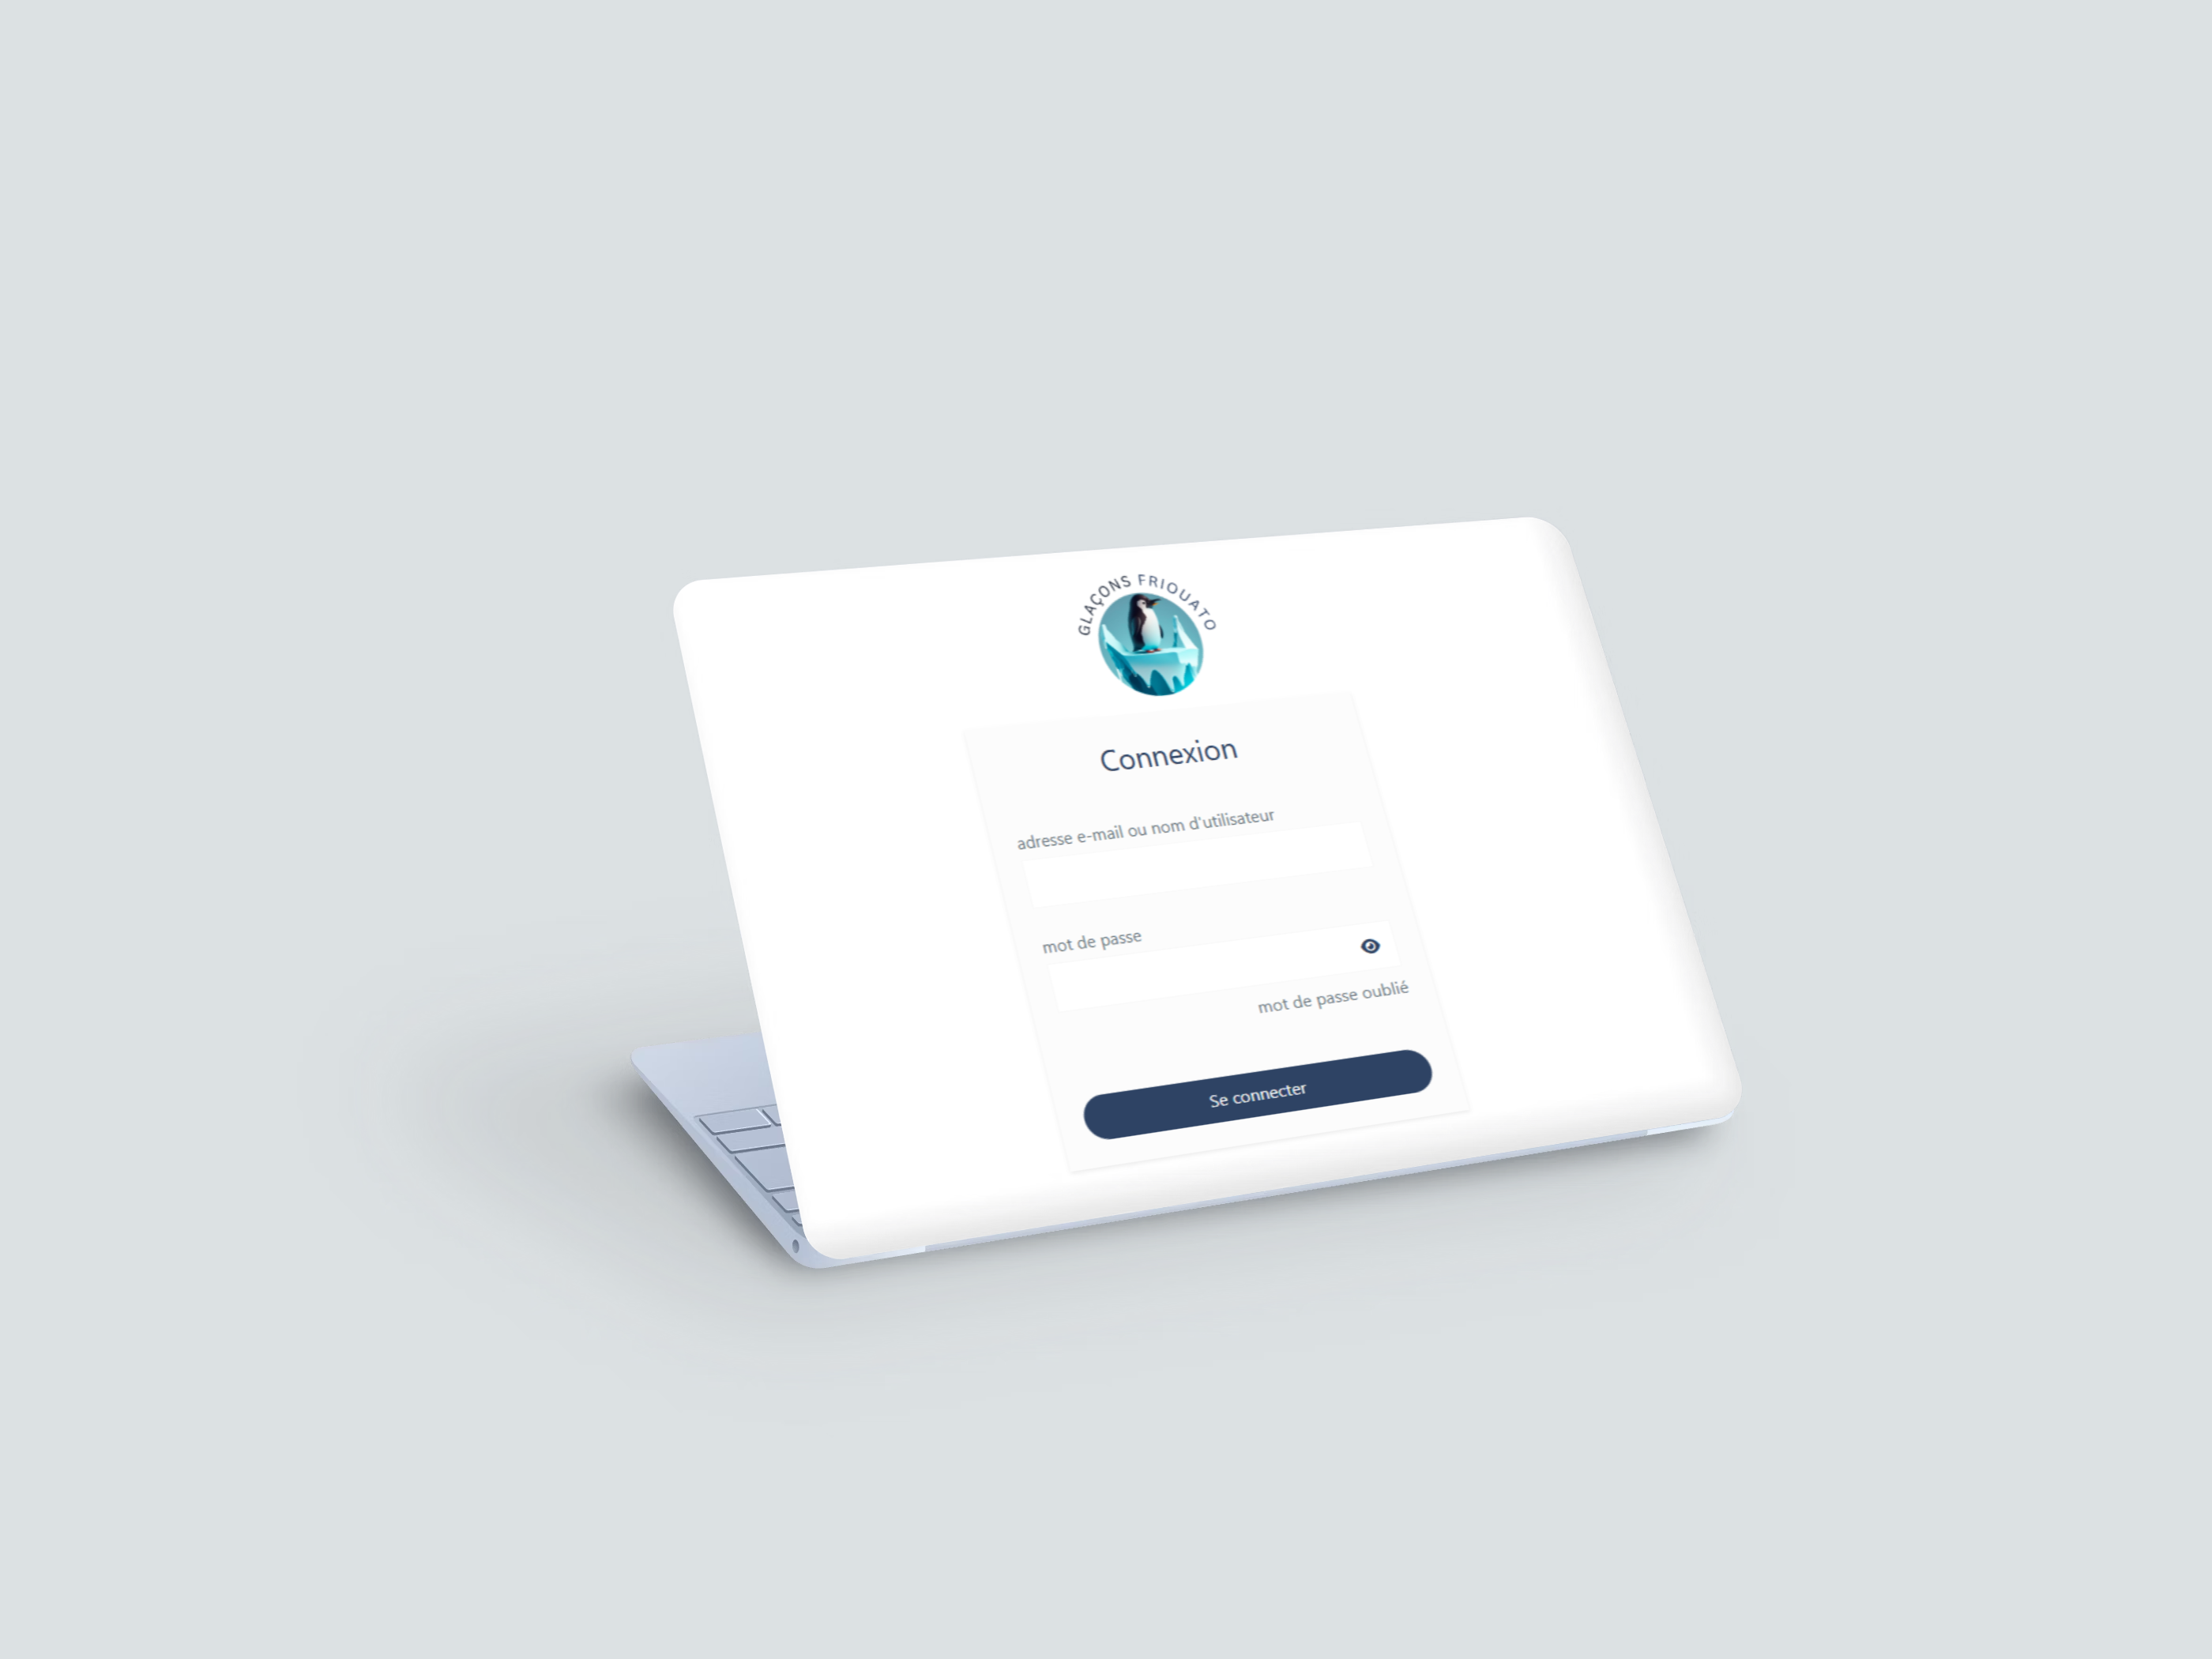 GLAÇONS FRIOUATO
Connexion
adresse e-mail ou nom d'utilisateur
mot de passe
mot de passe oublié
Se connecter